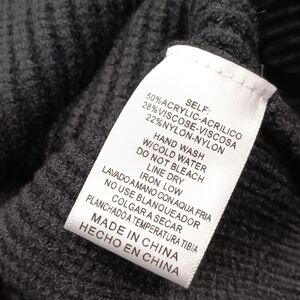 SELF:
50%ACRYLIC-ACRILICO
28%VISCOSE-VISCOSA
22%NYLON-NYLON
HAND WASH
W/COLD WATER
DO NOT BLEACH
LINE DRY
IRON LOW
LAVADO A MANO CON AQUA FRIA
NO USE BLANQUEADOR
COLGAR A SECAR
PLANCHADO A TEMPERATURA TIBIA
MADE IN CHINA
HECHO EN CHINA